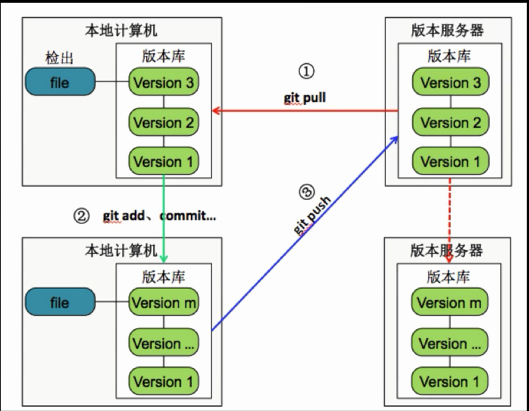 本地计算机
检出
版本库
file
Version 3
Version 2
Version 1
①
git pull
版本服务器
版本库
Version 3
Version 2
Version 1
② git add、commit...
③
git push
本地计算机
版本库
file
Version m
Version ...
Version 1
版本服务器
版本库
Version m
Version ...
Version 1